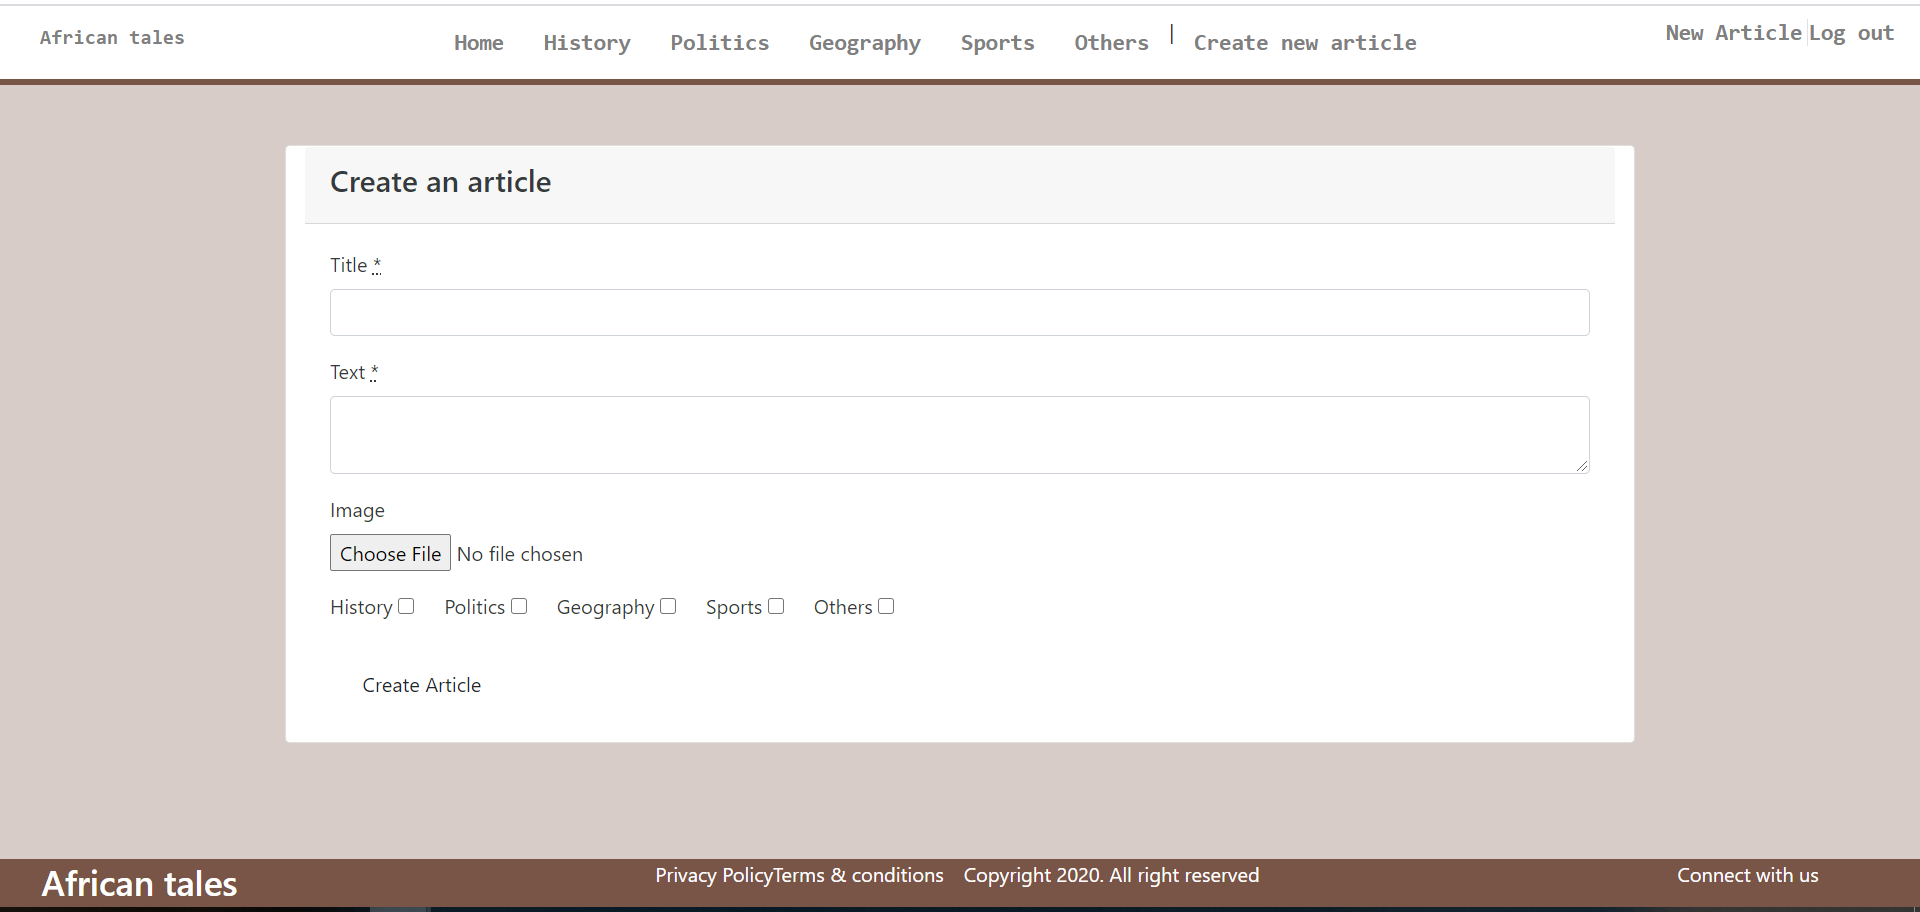 African tales Home History Politics Geography Sports Others | Create new article New Article Log out
Create an article
Title *
Text *
Image
Choose File No file chosen
History Politics Geography Sports Others
Create Article
African tales Privacy PolicyTerms & conditions Copyright 2020. All right reserved Connect with us